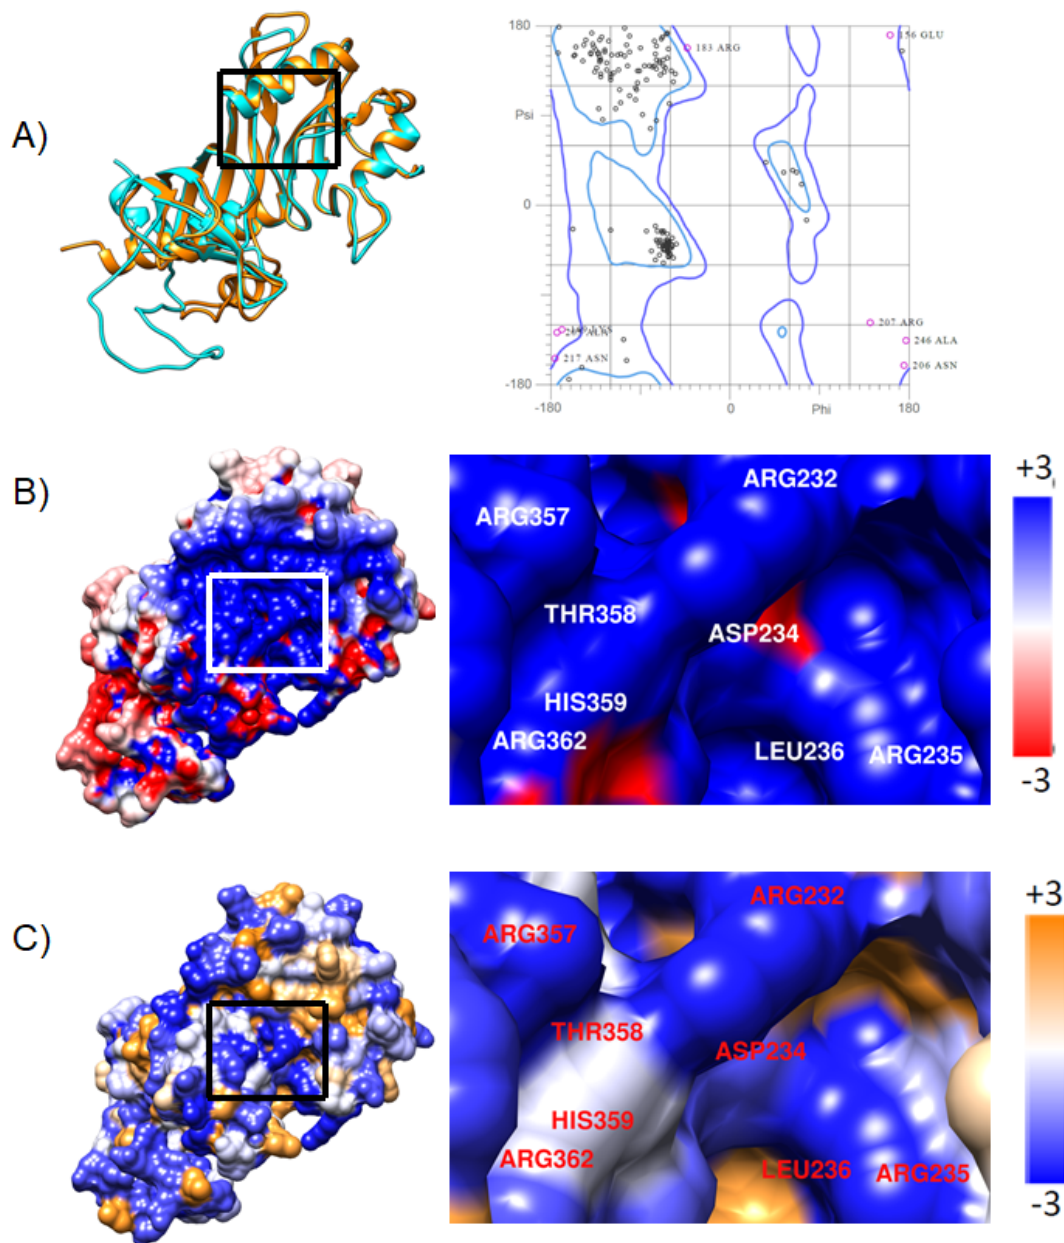 A)
180
Psi
0
-180
-180
0
Phi
180
183 ARG
156 GLU
207 ARG
246 ALA
217 ASN
206 ASN
B)
ARG232
ARG357
THR358
ASP234
HIS359
ARG362
LEU236
ARG235
+3
-3
C)
ARG232
ARG357
THR358
ASP234
HIS359
ARG362
LEU236
ARG235
+3
-3